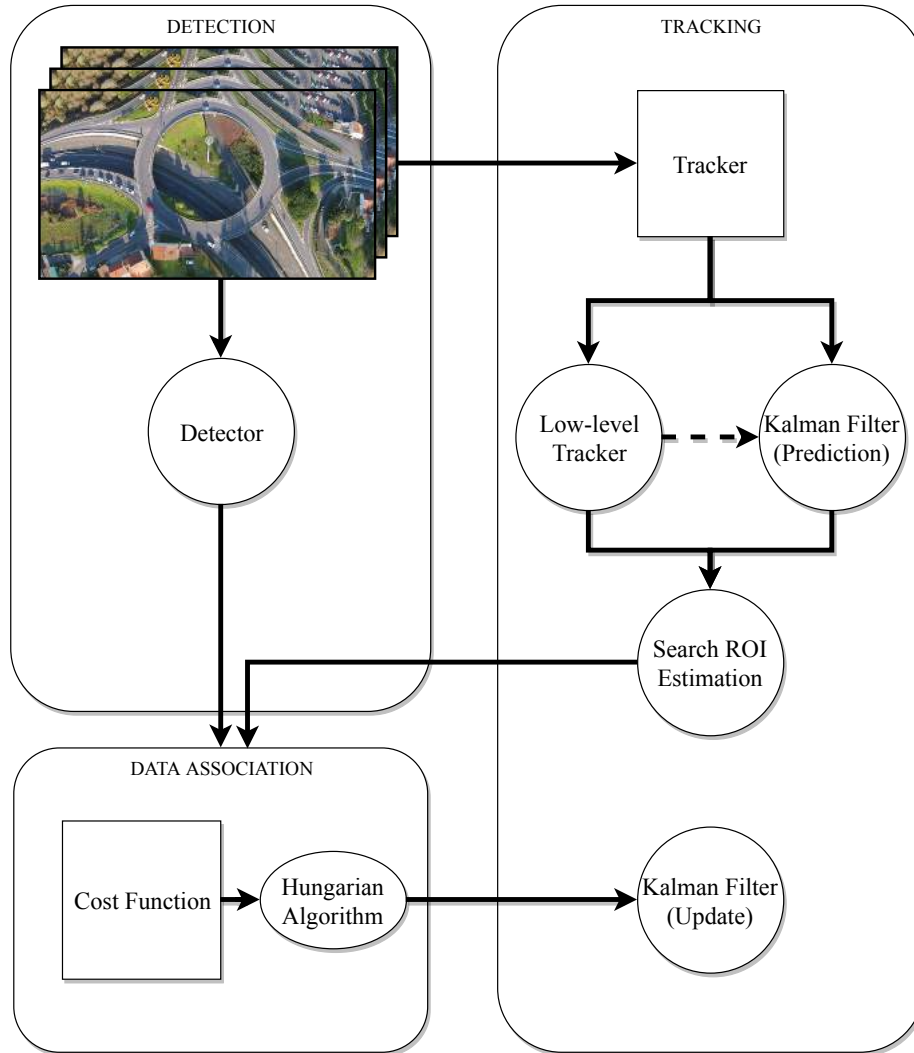 DETECTION
TRACKING
Tracker
Detector
Low-level
Tracker
Kalman Filter
(Prediction)
Search ROI
Estimation
DATA ASSOCIATION
Cost Function
Hungarian
Algorithm
Kalman Filter
(Update)